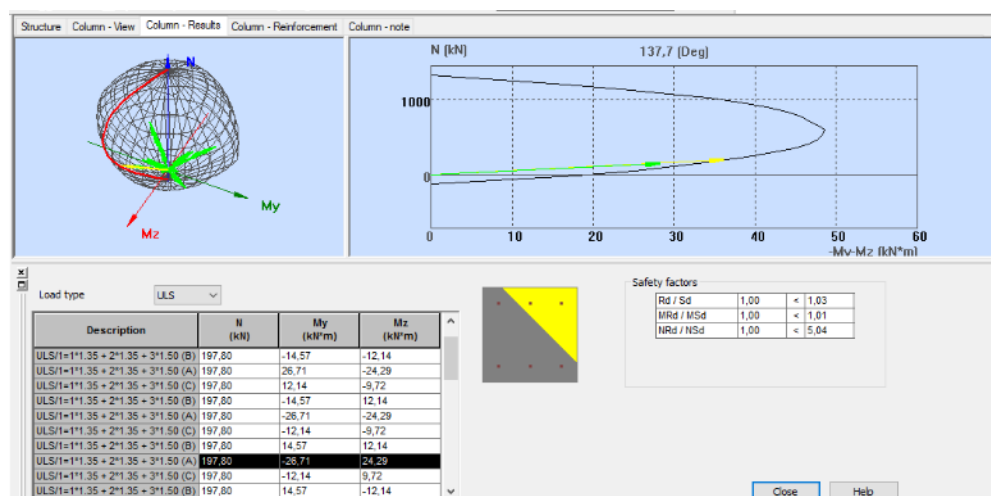 Structure Column - View Column - Results Column - Reinforcement Column - note
N
My
Mz
N (kN)
137,7 (Deg)
1000
0
0 10 20 30 40 50 60
-My-Mz (kN*m)
Load type ULS
Description N (kN) My (kN*m) Mz (kN*m)
ULS/1=1*1.35 + 2*1.35 + 3*1.50 (B) 197,80 -14,57 -12,14
ULS/1=1*1.35 + 2*1.35 + 3*1.50 (A) 197,80 26,71 -24,29
ULS/1=1*1.35 + 2*1.35 + 3*1.50 (C) 197,80 12,14 -9,72
ULS/1=1*1.35 + 2*1.35 + 3*1.50 (B) 197,80 -14,57 12,14
ULS/1=1*1.35 + 2*1.35 + 3*1.50 (A) 197,80 -26,71 -24,29
ULS/1=1*1.35 + 2*1.35 + 3*1.50 (C) 197,80 -12,14 -9,72
ULS/1=1*1.35 + 2*1.35 + 3*1.50 (B) 197,80 14,57 12,14
ULS/1=1*1.35 + 2*1.35 + 3*1.50 (A) 197,80 -26,71 24,29
ULS/1=1*1.35 + 2*1.35 + 3*1.50 (C) 197,80 -12,14 9,72
ULS/1=1*1.35 + 2*1.35 + 3*1.50 (B) 197,80 14,57 -12,14
Safety factors
Rd / Sd 1,00 < 1,03
MRd / MSd 1,00 < 1,01
NRd / NSd 1,00 < 5,04
Close Help